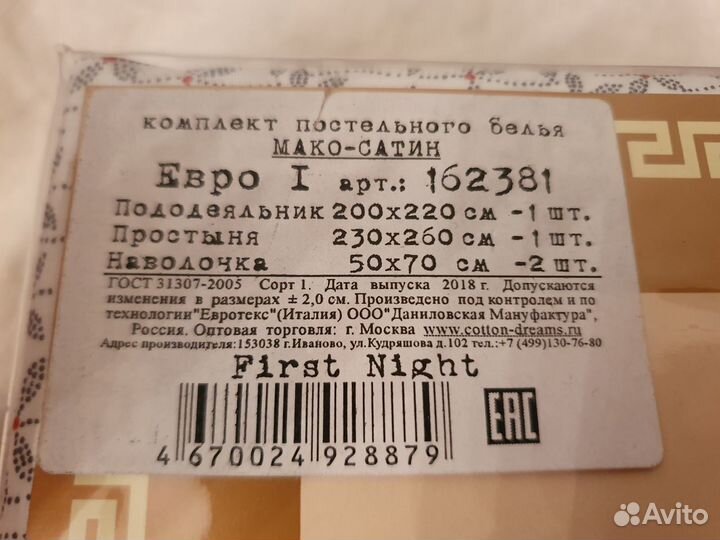 комплект постельного белья
МАКО-САТИН
Евро I арт.: 162381
Пододеяльник 200х220 см -1 шт.
Простыня 230х260 см -1 шт.
Наволочка 50х70 см -2 шт.
ГОСТ 31307-2005 Сорт 1. Дата выпуска 2018 г. Допускаются
изменения в размерах ± 2,0 см. Произведено под контролем и по
технологии"Евротекс"(Италия) ООО"Даниловская Мануфактура",
Россия. Оптовая торговля: г. Москва www.cotton-dreams.ru
Адрес производителя:153038 г.Иваново, ул.Кудряшова д.102 тел.:+7 (499)130-76-80
First Night
EAC
4 670024 928879
Avito